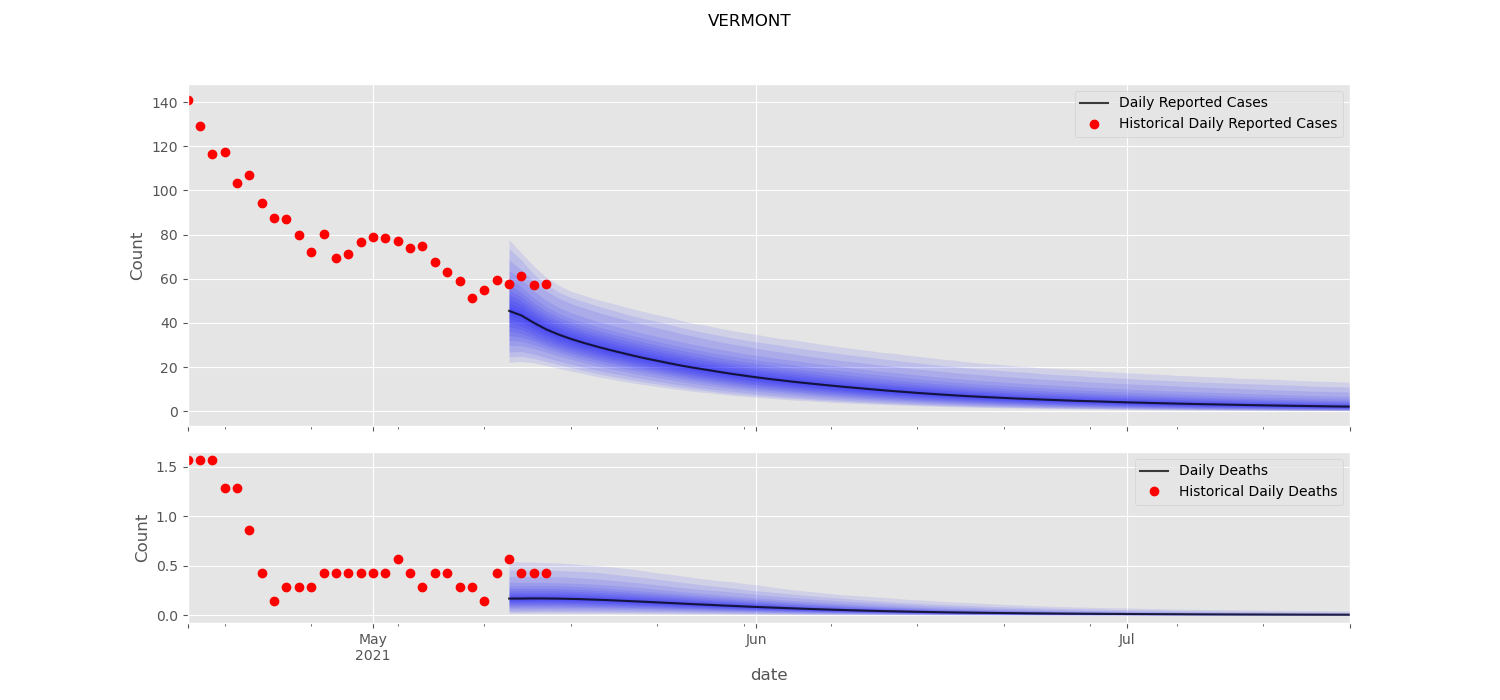 VERMONT
Daily Reported Cases
Historical Daily Reported Cases
140
120
100
80
60
40
20
0
Count
Daily Deaths
Historical Daily Deaths
1.5
1.0
0.5
0.0
Count
May
2021
Jun
Jul
date